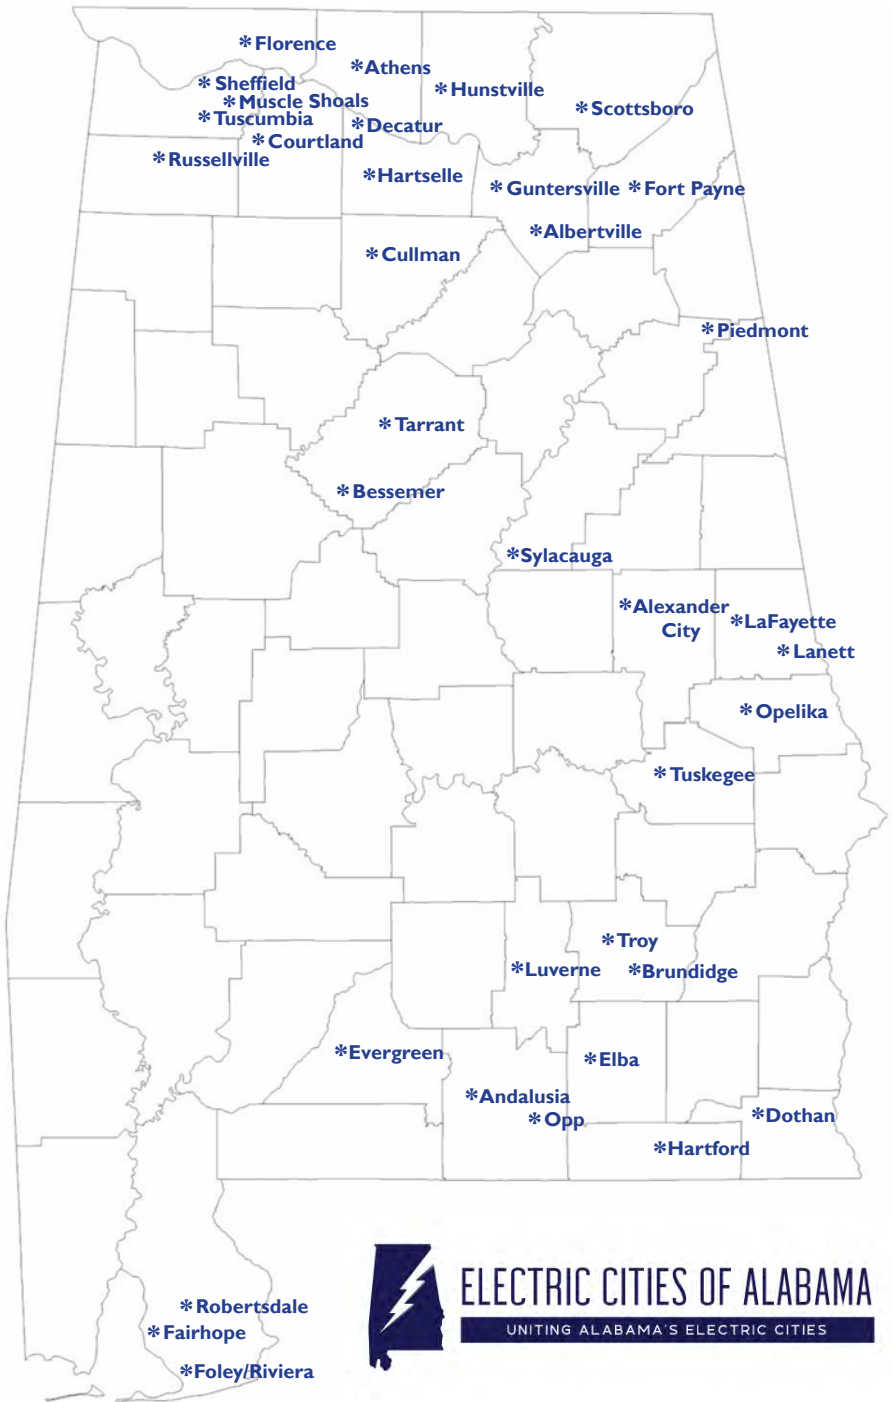 *Florence
*Athens
*Sheffield
*Hunstville
*Muscle Shoals
*Scottsboro
*Tuscumbia
*Decatur
*Courtland
*Russellville
*Hartselle
*Guntersville
*Fort Payne
*Albertville
*Cullman
*Piedmont
*Tarrant
*Bessemer
*Sylacauga
*Alexander
City
*LaFayette
*Lanett
*Opelika
*Tuskegee
*Troy
*Luverne
*Brundidge
*Evergreen
*Elba
*Andalusia
*Opp
*Dothan
*Hartford
ELECTRIC CITIES OF ALABAMA
UNITING ALABAMA'S ELECTRIC CITIES
*Robertsdale
*Fairhope
*Foley/Riviera